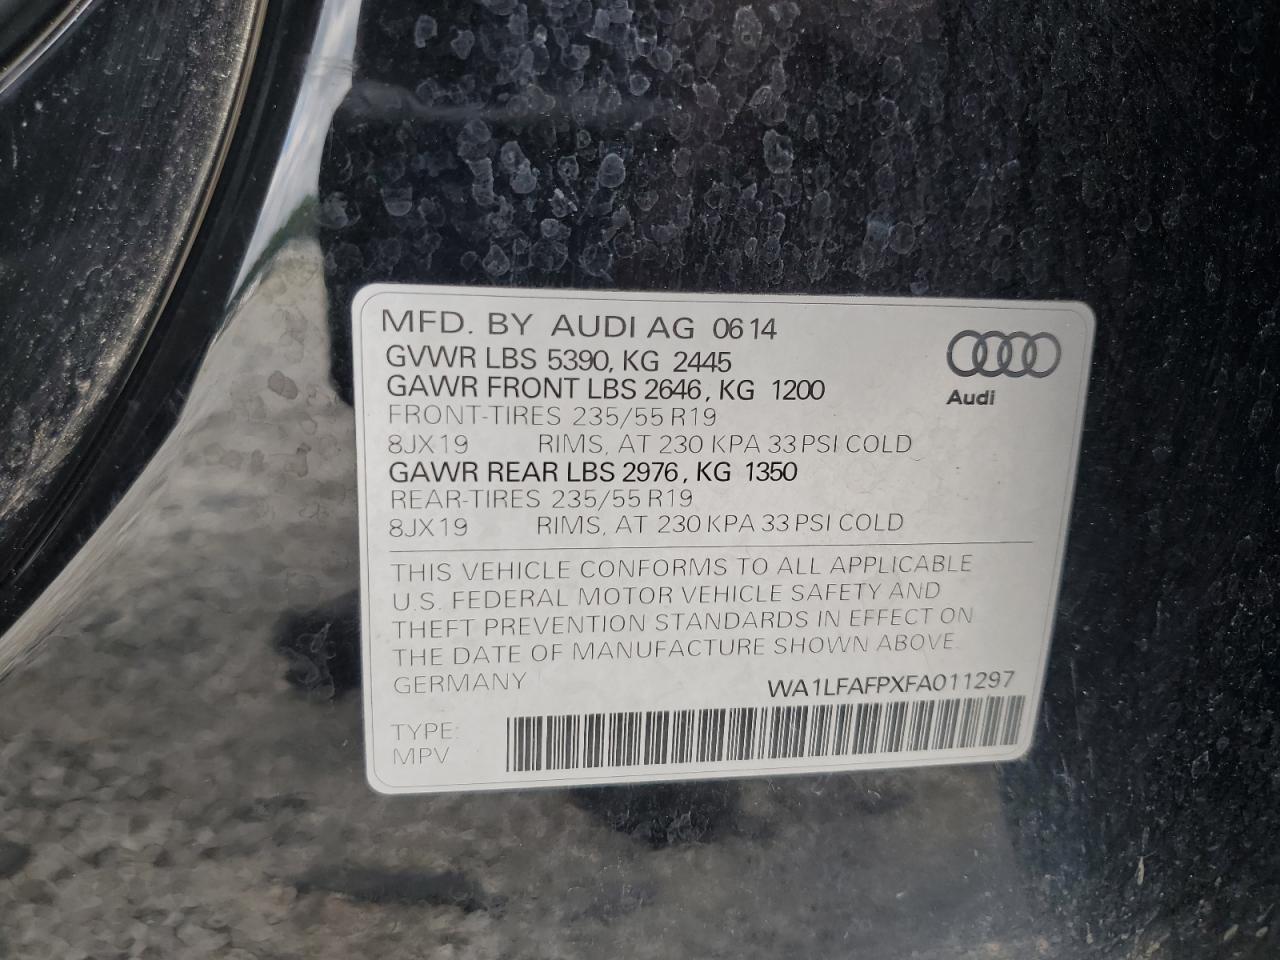 MFD. BY AUDI AG 0614
GVWR LBS 5390, KG 2445
GAWR FRONT LBS 2646, KG 1200
FRONT-TIRES 235/55 R19
8JX19 RIMS, AT 230 KPA 33 PSI COLD
GAWR REAR LBS 2976, KG 1350
REAR-TIRES 235/55 R19
8JX19 RIMS, AT 230 KPA 33 PSI COLD
Audi
THIS VEHICLE CONFORMS TO ALL APPLICABLE
U.S. FEDERAL MOTOR VEHICLE SAFETY AND
THEFT PREVENTION STANDARDS IN EFFECT ON
THE DATE OF MANUFACTURE SHOWN ABOVE.
GERMANY
WA1LFAFPXFA011297
TYPE:
MPV